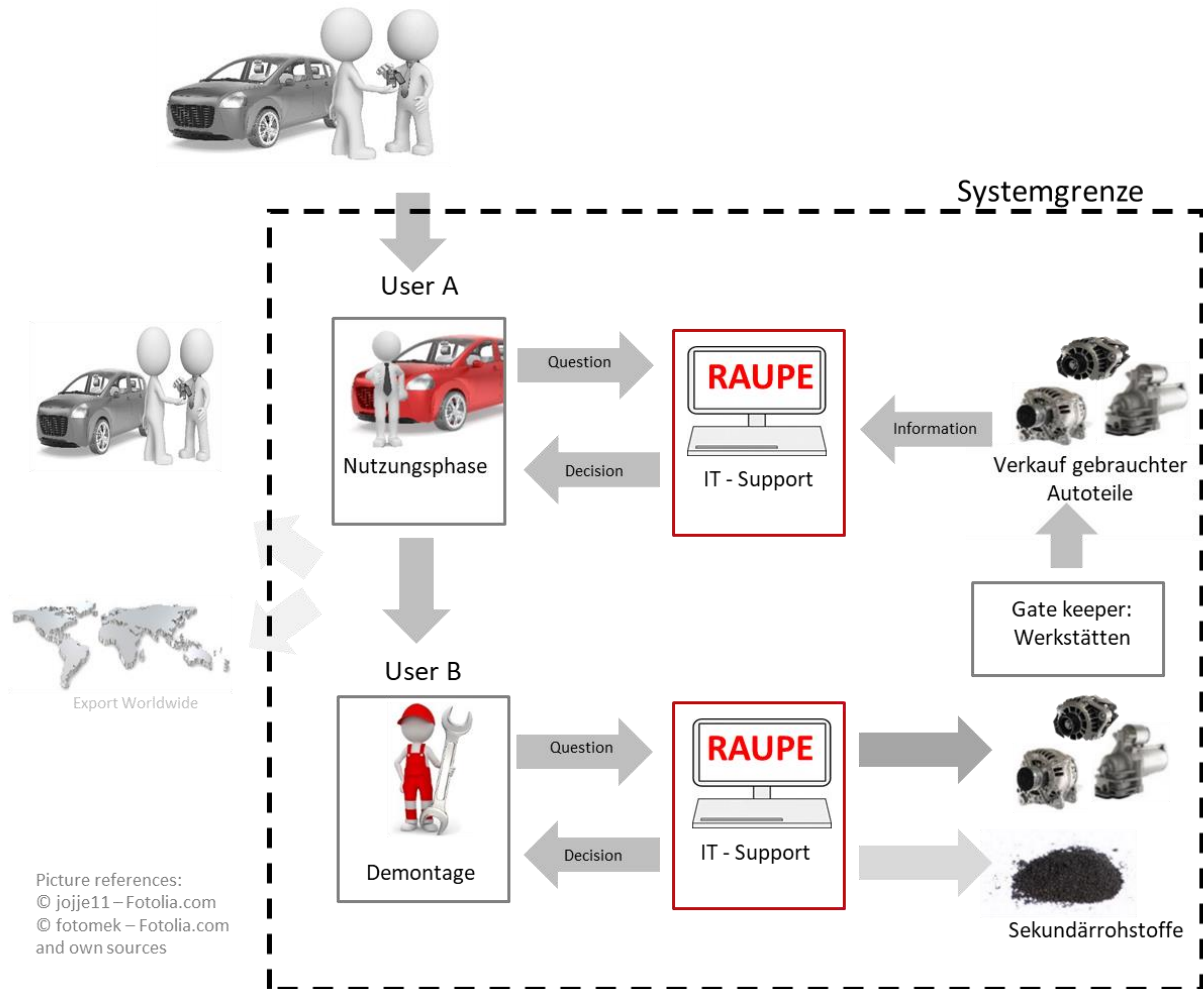 Systemgrenze
User A
Question
RAUPE
Information
Decision
Nutzungsphase
IT - Support
Verkauf gebrauchter
Autoteile
Gate keeper:
Werkstätten
Export Worldwide
User B
Question
RAUPE
Decision
Demontage
IT - Support
Sekundärrohstoffe
Picture references:
© jojje11 – Fotolia.com
© fotomek – Fotolia.com
and own sources